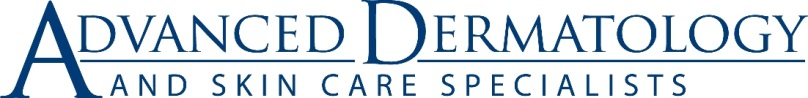 ADVANCED DERMATOLOGY
AND SKIN CARE SPECIALISTS